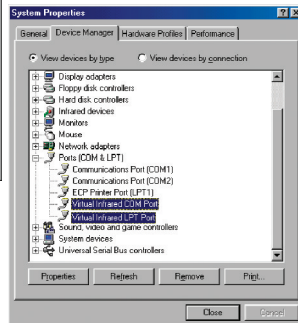 System Properties
General Device Manager Hardware Profiles Performance
View devices by type View devices by connection
Display adapters
Floppy disk controllers
Hard disk controllers
Infrared devices
Monitors
Mouse
Network adapters
Ports (COM & LPT)
Communications Port (COM1)
Communications Port (COM2)
ECP Printer Port (LPT1)
Virtual Infrared COM Port
Virtual Infrared LPT Port
Sound, video and game controllers
System devices
Universal Serial Bus controllers
Properties Refresh Remove Print...
Close Cancel